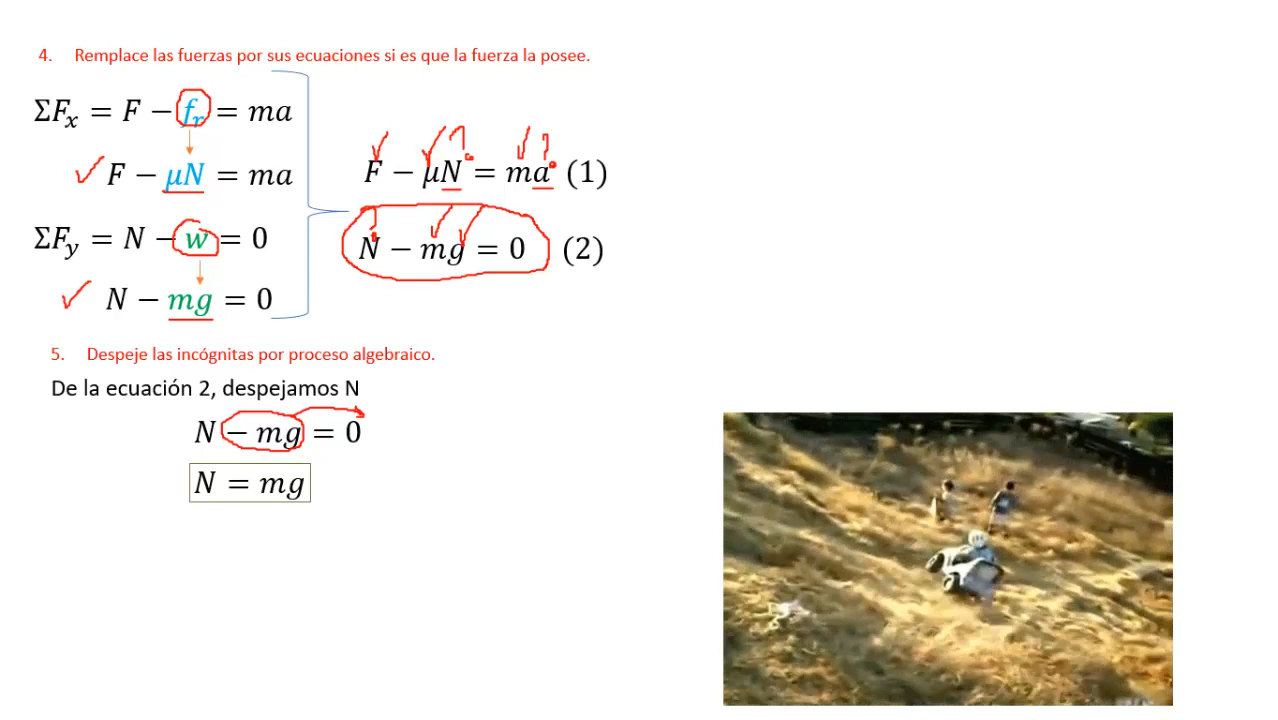 4. Remplace las fuerzas por sus ecuaciones si es que la fuerza la posee.
ΣFx = F − fr = ma
F − μN = ma
ΣFy = N − w = 0
N − mg = 0
F − μN = ma (1)
N − mg = 0 (2)
5. Despeje las incógnitas por proceso algebraico.
De la ecuación 2, despejamos N
N − mg = 0
N = mg